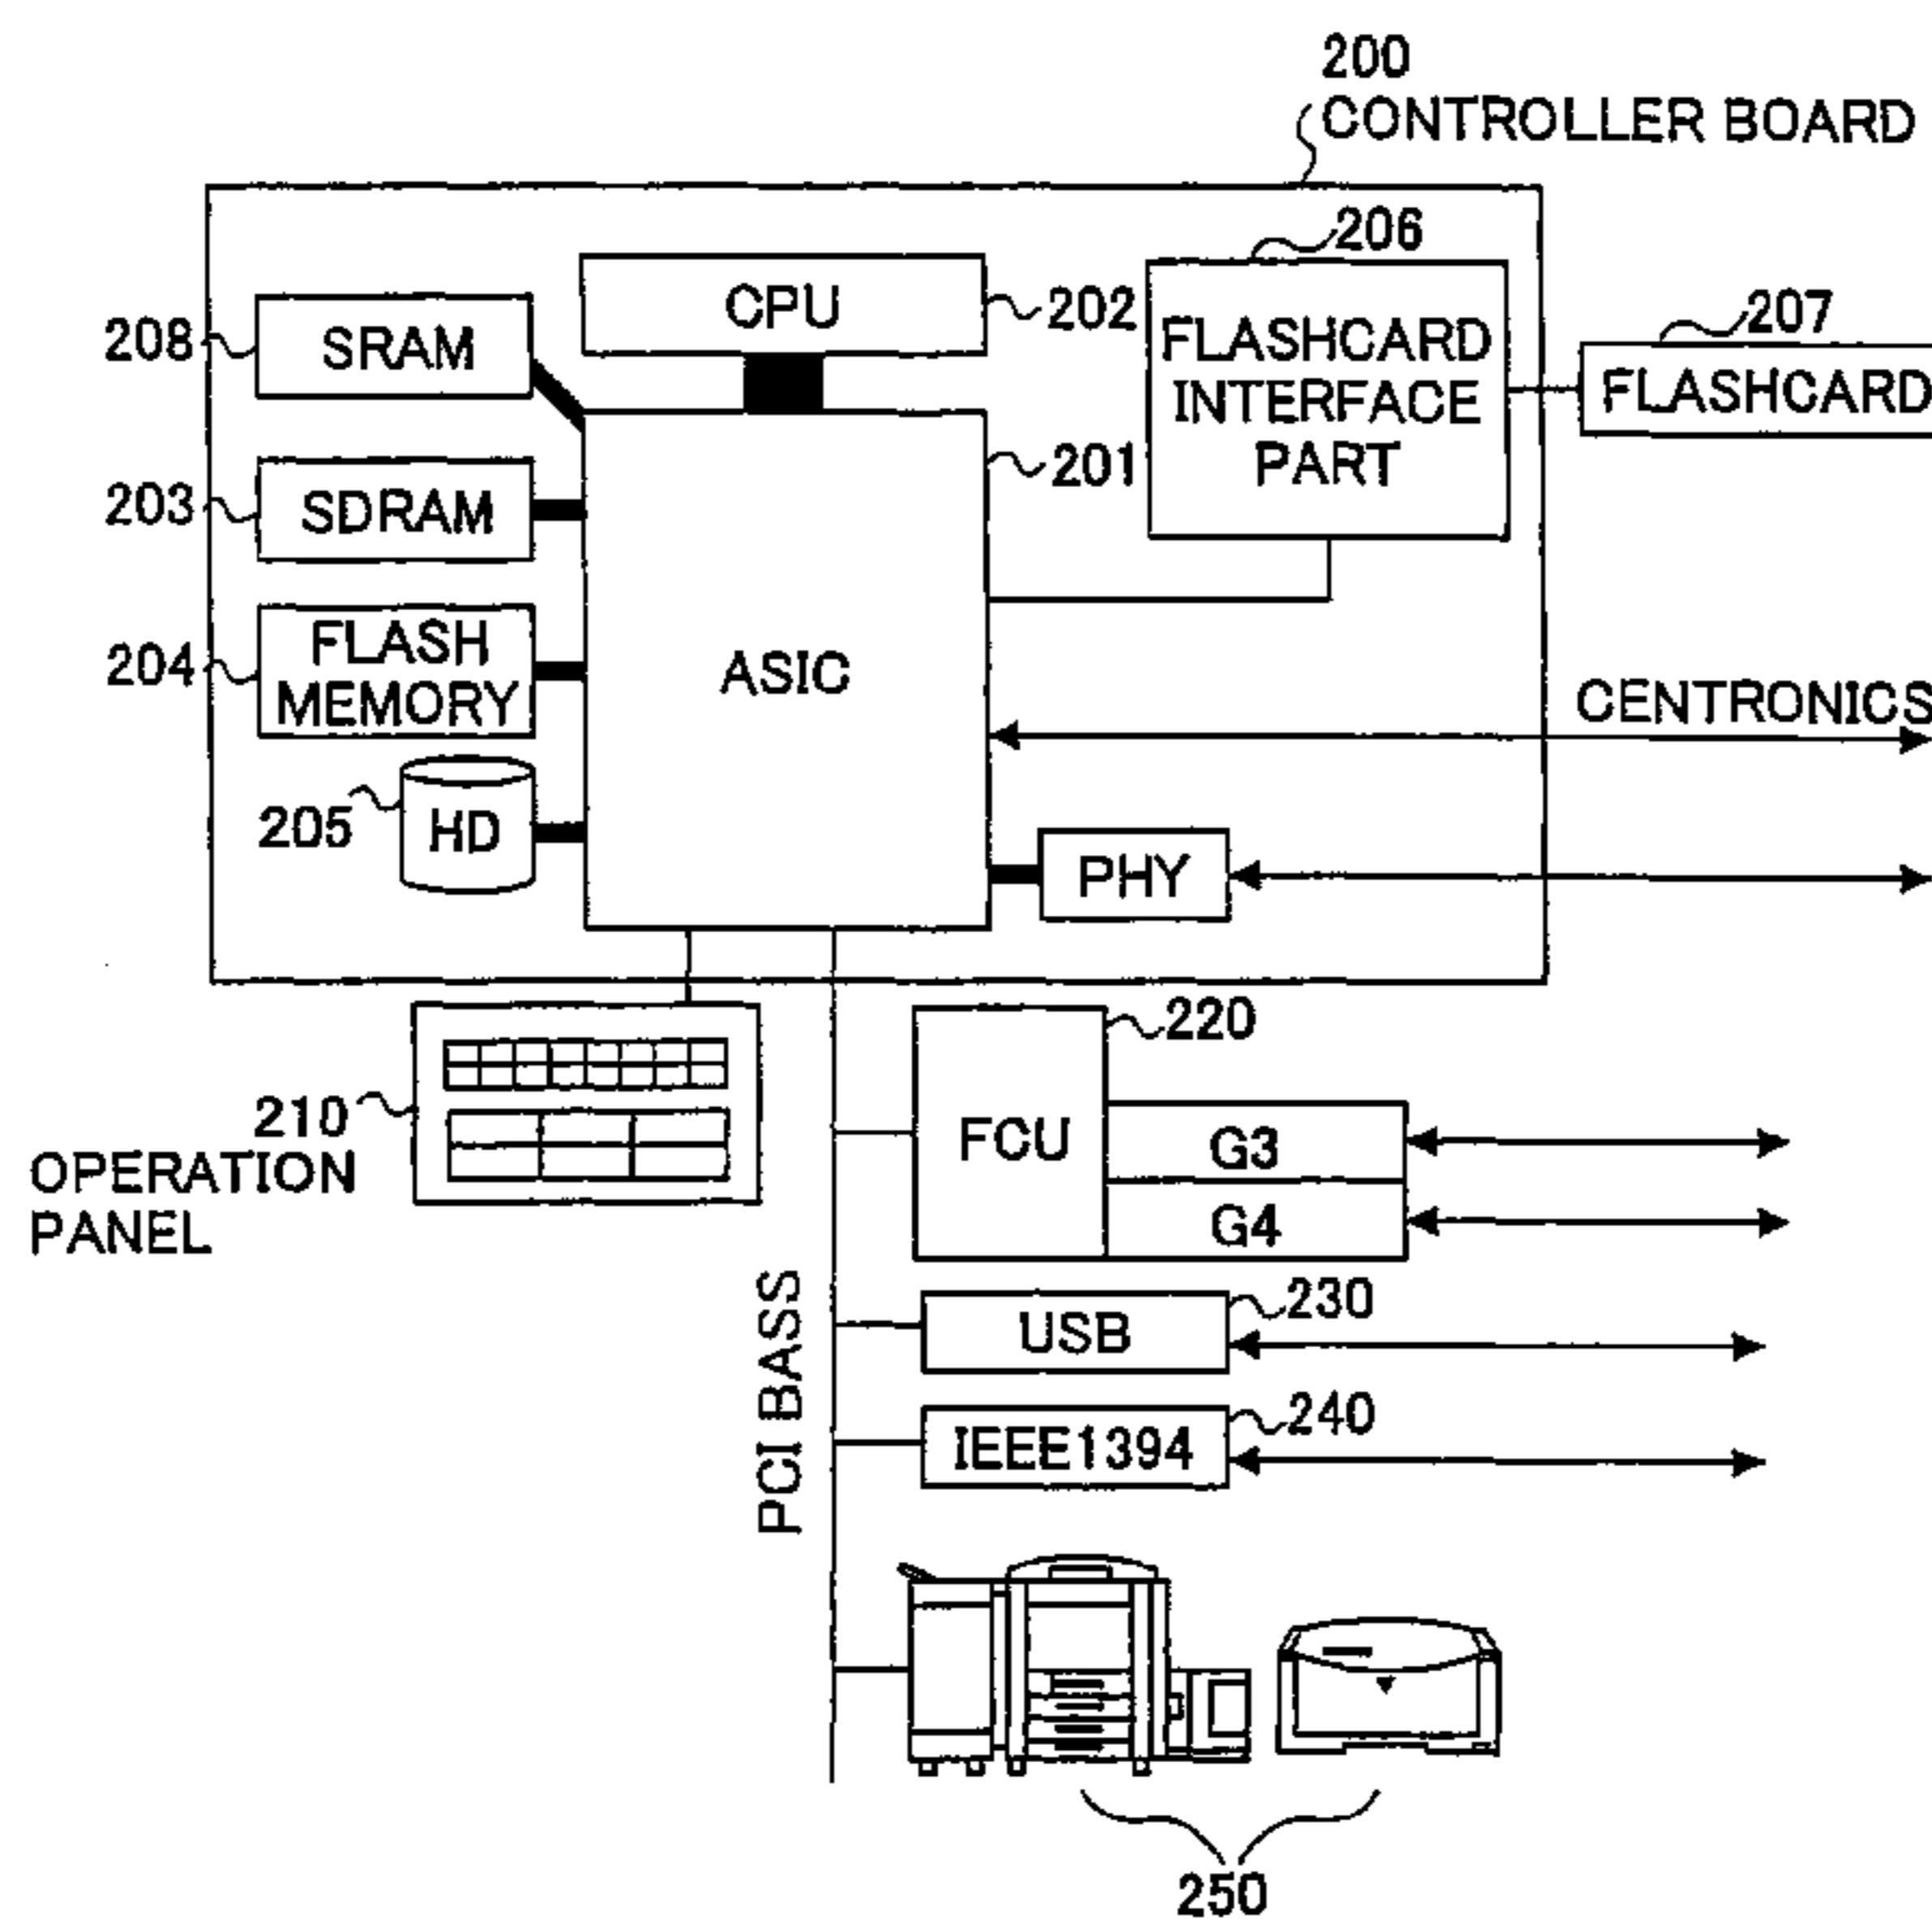 200
CONTROLLER BOARD
206
207
208
SRAM
CPU
202
FLASHCARD
INTERFACE
PART
FLASHCARD
203
SDRAM
201
204
FLASH
MEMORY
ASIC
CENTRONICS
205
HD
PHY
210
OPERATION
PANEL
220
FCU
G3
G4
PCI BASS
230
USB
240
IEEE1394
250